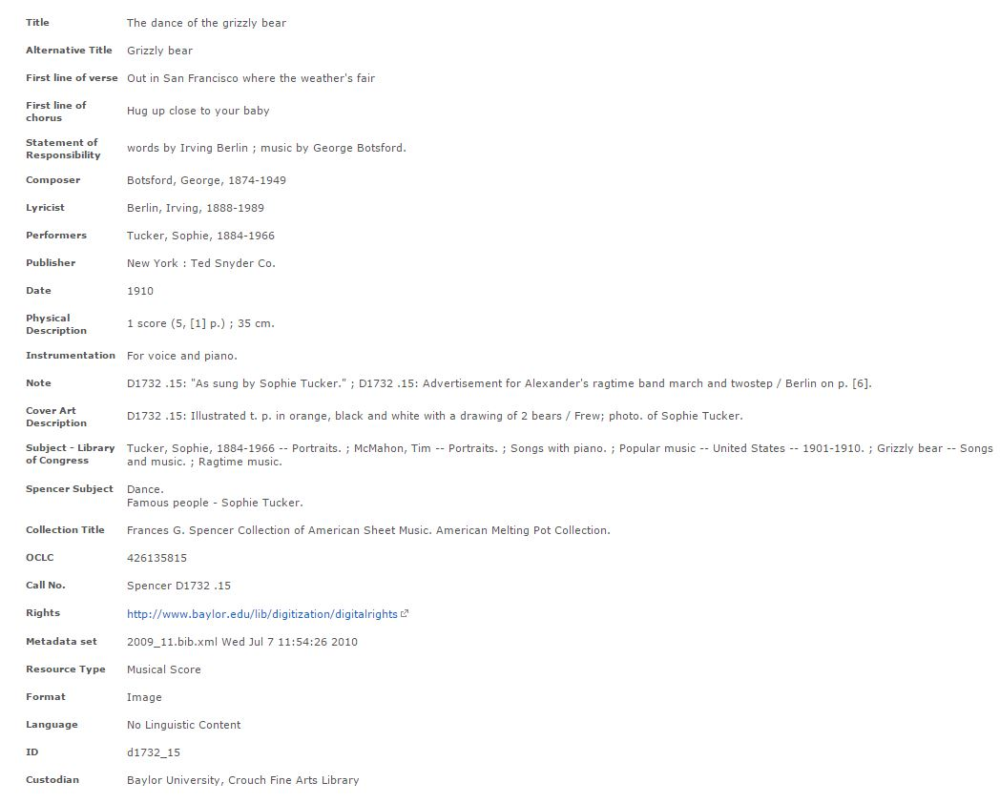 Title The dance of the grizzly bear
Alternative Title Grizzly bear
First line of verse Out in San Francisco where the weather's fair
First line of
chorus
Hug up close to your baby
Statement of
Responsibility
words by Irving Berlin ; music by George Botsford.
Composer Botsford, George, 1874-1949
Lyricist Berlin, Irving, 1888-1989
Performers Tucker, Sophie, 1884-1966
Publisher New York : Ted Snyder Co.
Date 1910
Physical
Description
1 score (5, [1] p.) ; 35 cm.
Instrumentation For voice and piano.
Note D1732 .15: "As sung by Sophie Tucker." ; D1732 .15: Advertisement for Alexander's ragtime band march and twostep / Berlin on p. [6].
Cover Art
Description
D1732 .15: Illustrated t. p. in orange, black and white with a drawing of 2 bears / Frew; photo. of Sophie Tucker.
Subject - Library
of Congress
Tucker, Sophie, 1884-1966 -- Portraits. ; McMahon, Tim -- Portraits. ; Songs with piano. ; Popular music -- United States -- 1901-1910. ; Grizzly bear -- Songs
and music. ; Ragtime music.
Spencer Subject Dance.
Famous people - Sophie Tucker.
Collection Title Frances G. Spencer Collection of American Sheet Music. American Melting Pot Collection.
OCLC 426135815
Call No. Spencer D1732 .15
Rights http://www.baylor.edu/lib/digitization/digitalrights
Metadata set 2009_11.bib.xml Wed Jul 7 11:54:26 2010
Resource Type Musical Score
Format Image
Language No Linguistic Content
ID d1732_15
Custodian Baylor University, Crouch Fine Arts Library